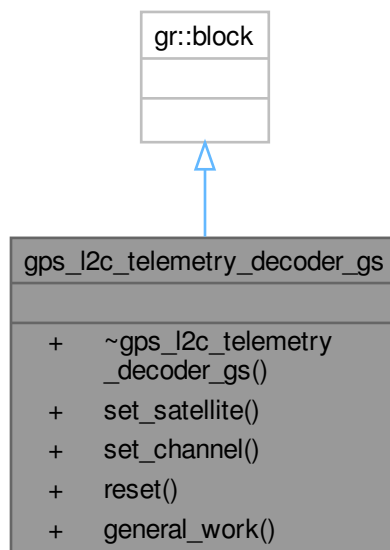 gr::block
gps_l2c_telemetry_decoder_gs
+ ~gps_l2c_telemetry
_decoder_gs()
+ set_satellite()
+ set_channel()
+ reset()
+ general_work()